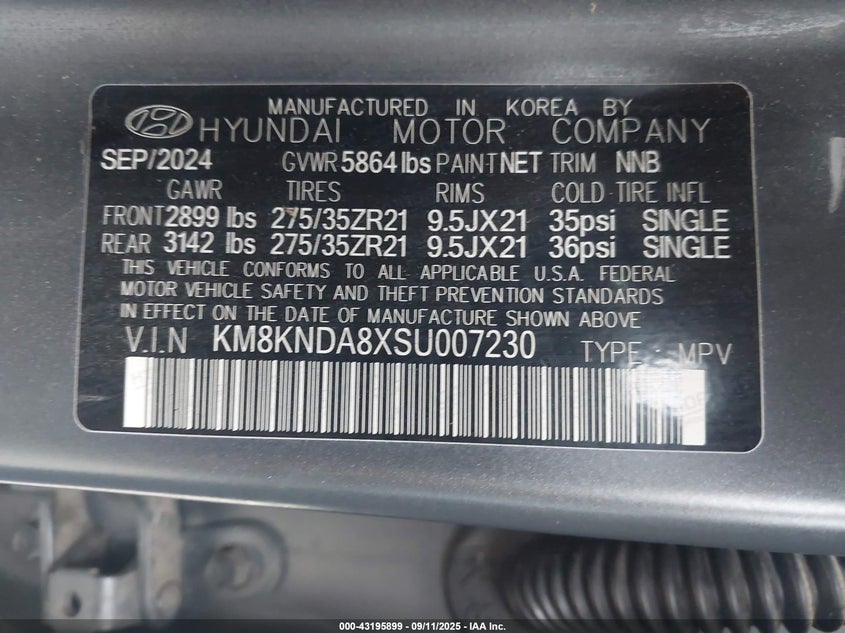 MANUFACTURED IN KOREA BY
HYUNDAI MOTOR COMPANY
SEP/2024 GVWR 5864 lbs PAINT NET TRIM NNB
GAWR TIRES RIMS COLD TIRE INFL
FRONT 2899 lbs 275/35ZR21 9.5JX21 35psi SINGLE
REAR 3142 lbs 275/35ZR21 9.5JX21 36psi SINGLE
THIS VEHICLE CONFORMS TO ALL APPLICABLE U.S.A. FEDERAL
MOTOR VEHICLE SAFETY AND THEFT PREVENTION STANDARDS
IN EFFECT ON THE DATE OF MANUFACTURE SHOWN ABOVE
V.I.N KM8KNDA8XSU007230 TYPE : MPV
000-43195899 - 09/11/2025 - IAA Inc.